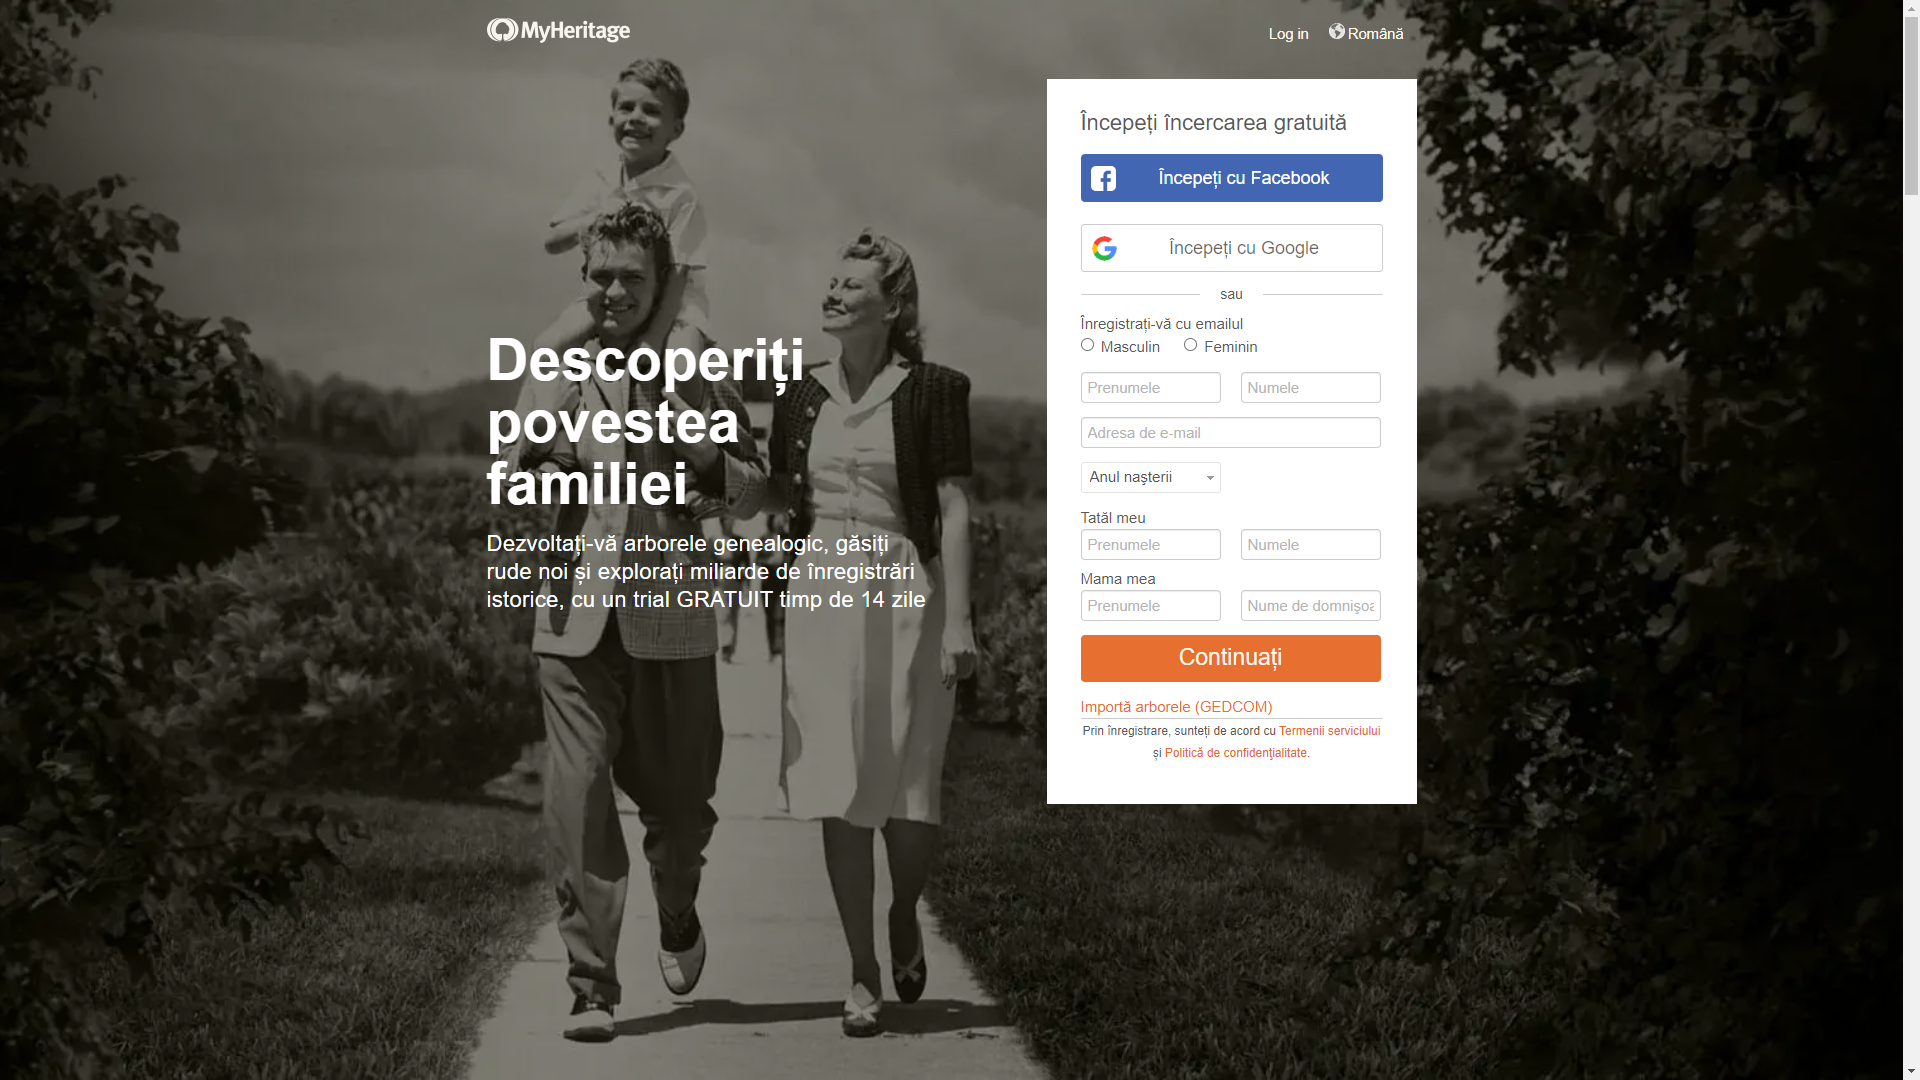 MyHeritage
Log in
Română
Descoperiți
povestea
familiei
Dezvoltați-vă arborele genealogic, găsiți
rude noi și explorați miliarde de înregistrări
istorice, cu un trial GRATUIT timp de 14 zile
Începeți încercarea gratuită
Începeți cu Facebook
Începeți cu Google
sau
Înregistrați-vă cu emailul
Masculin Feminin
Prenumele Numele
Adresa de e-mail
Anul naşterii
Tatăl meu
Prenumele Numele
Mama mea
Prenumele Nume de domnişoa
Continuați
Importă arborele (GEDCOM)
Prin înregistrare, sunteți de acord cu Termenii serviciului
și Politică de confidenţialitate.